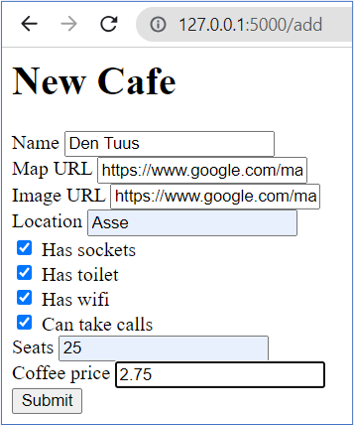 127.0.0.1:5000/add
New Cafe
Name Den Tuus
Map URL https://www.google.com/ma
Image URL https://www.google.com/ma
Location Asse
Has sockets
Has toilet
Has wifi
Can take calls
Seats 25
Coffee price 2.75
Submit